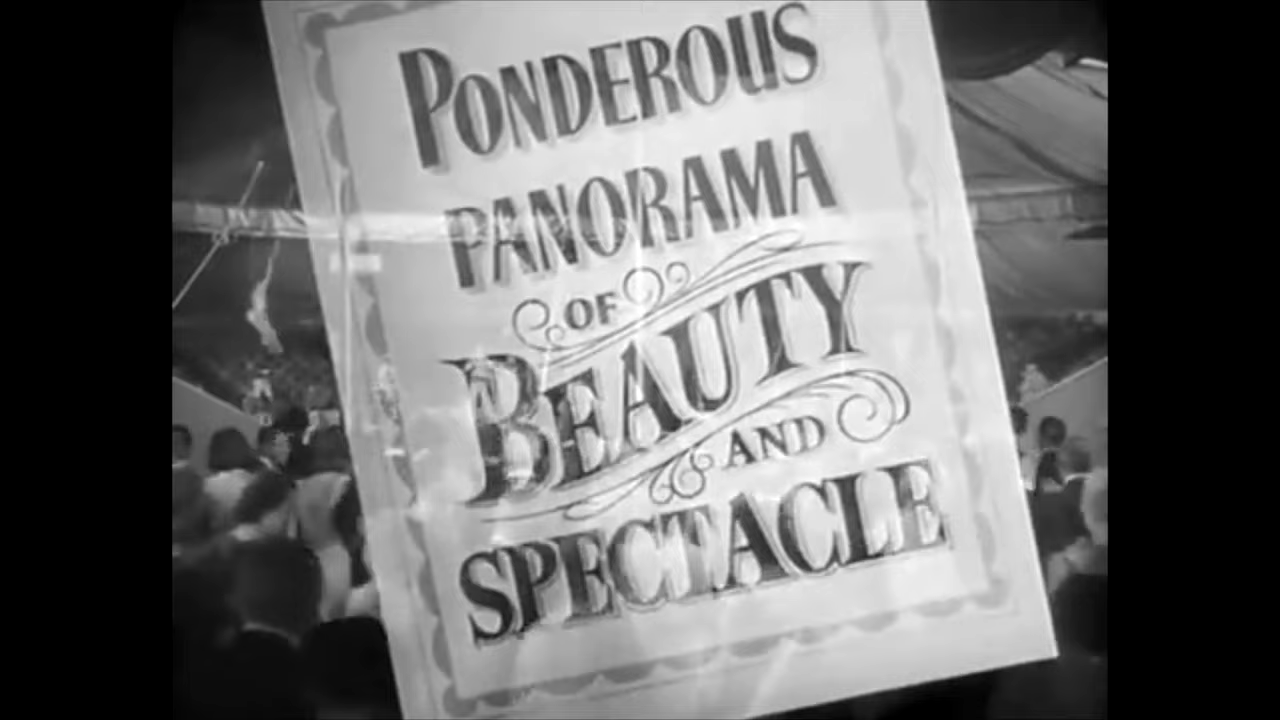 PONDEROUS
PANORAMA
OF
BEAUTY
AND
SPECTACLE